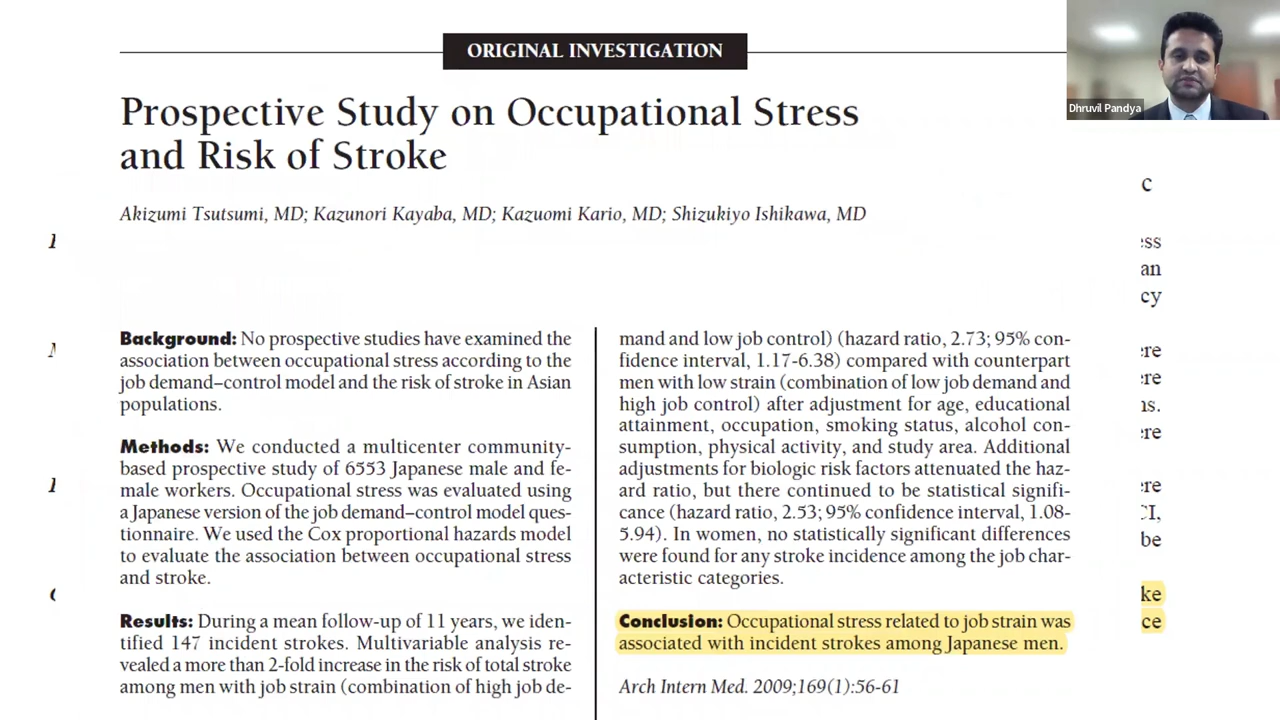 ORIGINAL INVESTIGATION
Prospective Study on Occupational Stress
and Risk of Stroke
Akizumi Tsutsumi, MD; Kazunori Kayaba, MD; Kazuomi Kario, MD; Shizukiyo Ishikawa, MD
Background: No prospective studies have examined the
association between occupational stress according to the
job demand–control model and the risk of stroke in Asian
populations.
Methods: We conducted a multicenter community-
based prospective study of 6553 Japanese male and fe-
male workers. Occupational stress was evaluated using
a Japanese version of the job demand–control model ques-
tionnaire. We used the Cox proportional hazards model
to evaluate the association between occupational stress
and stroke.
Results: During a mean follow-up of 11 years, we iden-
tified 147 incident strokes. Multivariable analysis re-
vealed a more than 2-fold increase in the risk of total stroke
among men with job strain (combination of high job de-
mand and low job control) (hazard ratio, 2.73; 95% con-
fidence interval, 1.17-6.38) compared with counterpart
men with low strain (combination of low job demand and
high job control) after adjustment for age, educational
attainment, occupation, smoking status, alcohol con-
sumption, physical activity, and study area. Additional
adjustments for biologic risk factors attenuated the haz-
ard ratio, but there continued to be statistical signifi-
cance (hazard ratio, 2.53; 95% confidence interval, 1.08-
5.94). In women, no statistically significant differences
were found for any stroke incidence among the job char-
acteristic categories.
Conclusion: Occupational stress related to job strain was
associated with incident strokes among Japanese men.
Arch Intern Med. 2009;169(1):56-61
Dhruvil Pandya
c
ess
an
cy
ere
ere
ns.
ere
ere
CI,
be
ke
ce